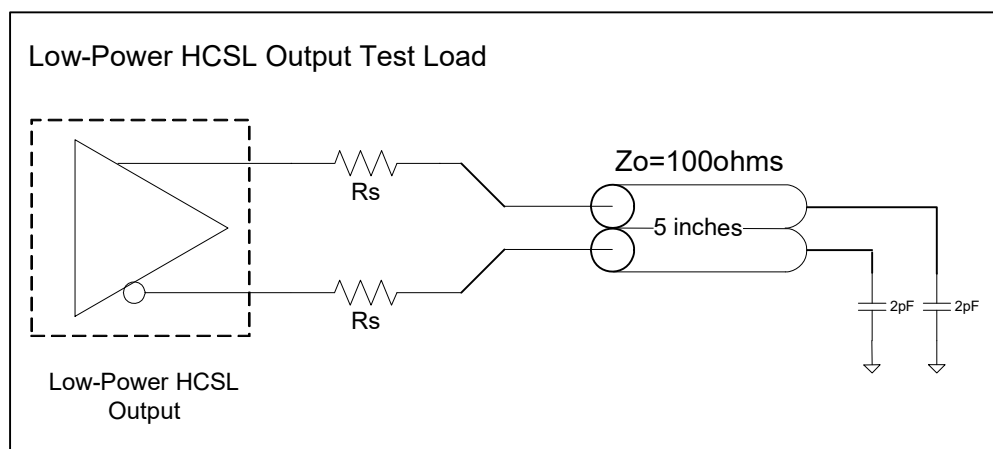 Low-Power HCSL Output Test Load
Rs
Zo=100ohms
5 inches
Rs
2pF
2pF
Low-Power HCSL
Output